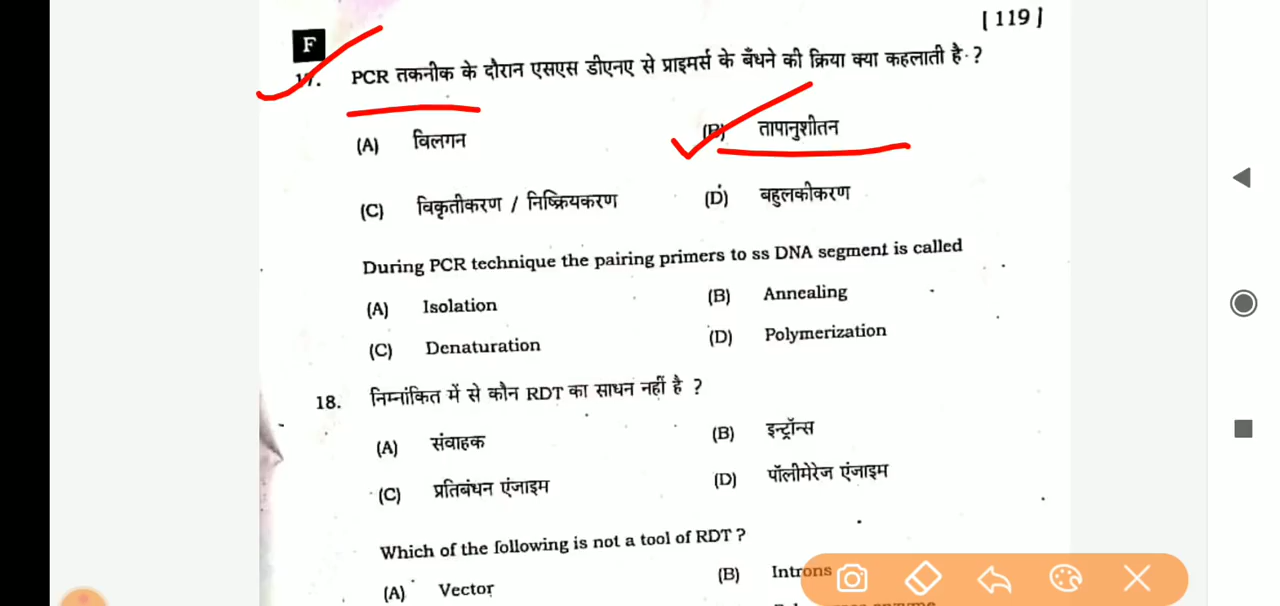 [ 119 ]
F
17. PCR तकनीक के दौरान एसएस डीएनए से प्राइमर्स के बँधने की क्रिया क्या कहलाती है ?
(A) विलगन (B) तापानुशीतन
(C) विकृतीकरण / निष्क्रियकरण (D) बहुलकीकरण
During PCR technique the pairing primers to ss DNA segment is called
(A) Isolation (B) Annealing
(C) Denaturation (D) Polymerization
18. निम्नांकित में से कौन RDT का साधन नहीं है ?
(A) संवाहक (B) इन्ट्रॉन्स
(C) प्रतिबंधन एंजाइम (D) पॉलीमेरेज एंजाइम
Which of the following is not a tool of RDT ?
(A) Vector (B) Introns